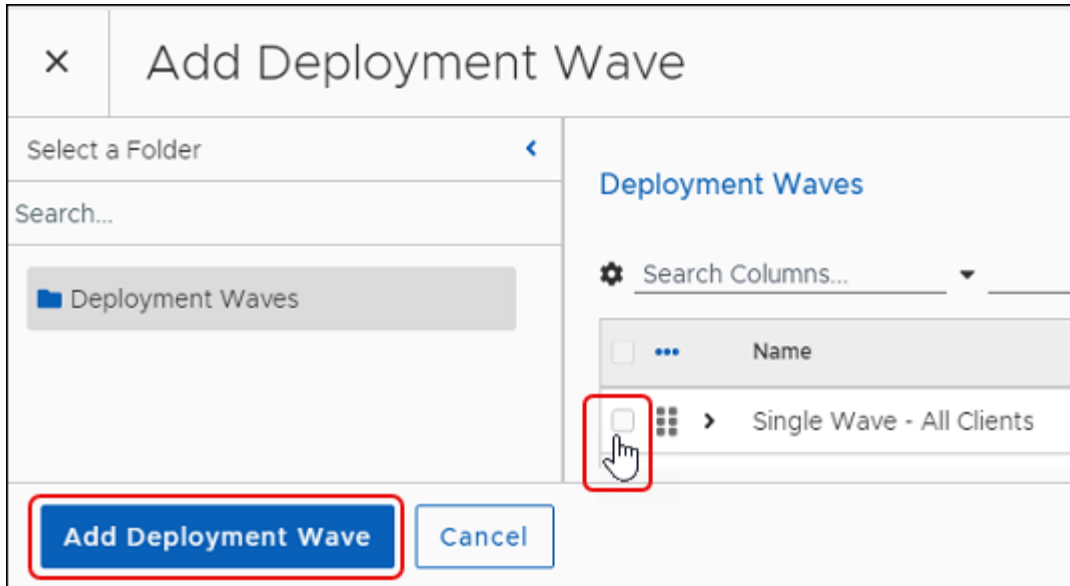 Add Deployment Wave
Select a Folder
Search...
Deployment Waves
Deployment Waves
Search Columns...
Name
Single Wave - All Clients
Add Deployment Wave
Cancel